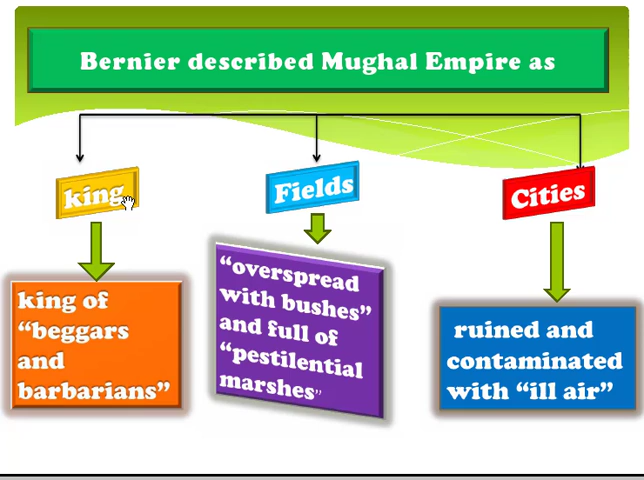 Bernier described Mughal Empire as
king
Fields
Cities
king of
“beggars
and
barbarians”
“overspread
with bushes”
and full of
“pestilential
marshes”
ruined and
contaminated
with “ill air”